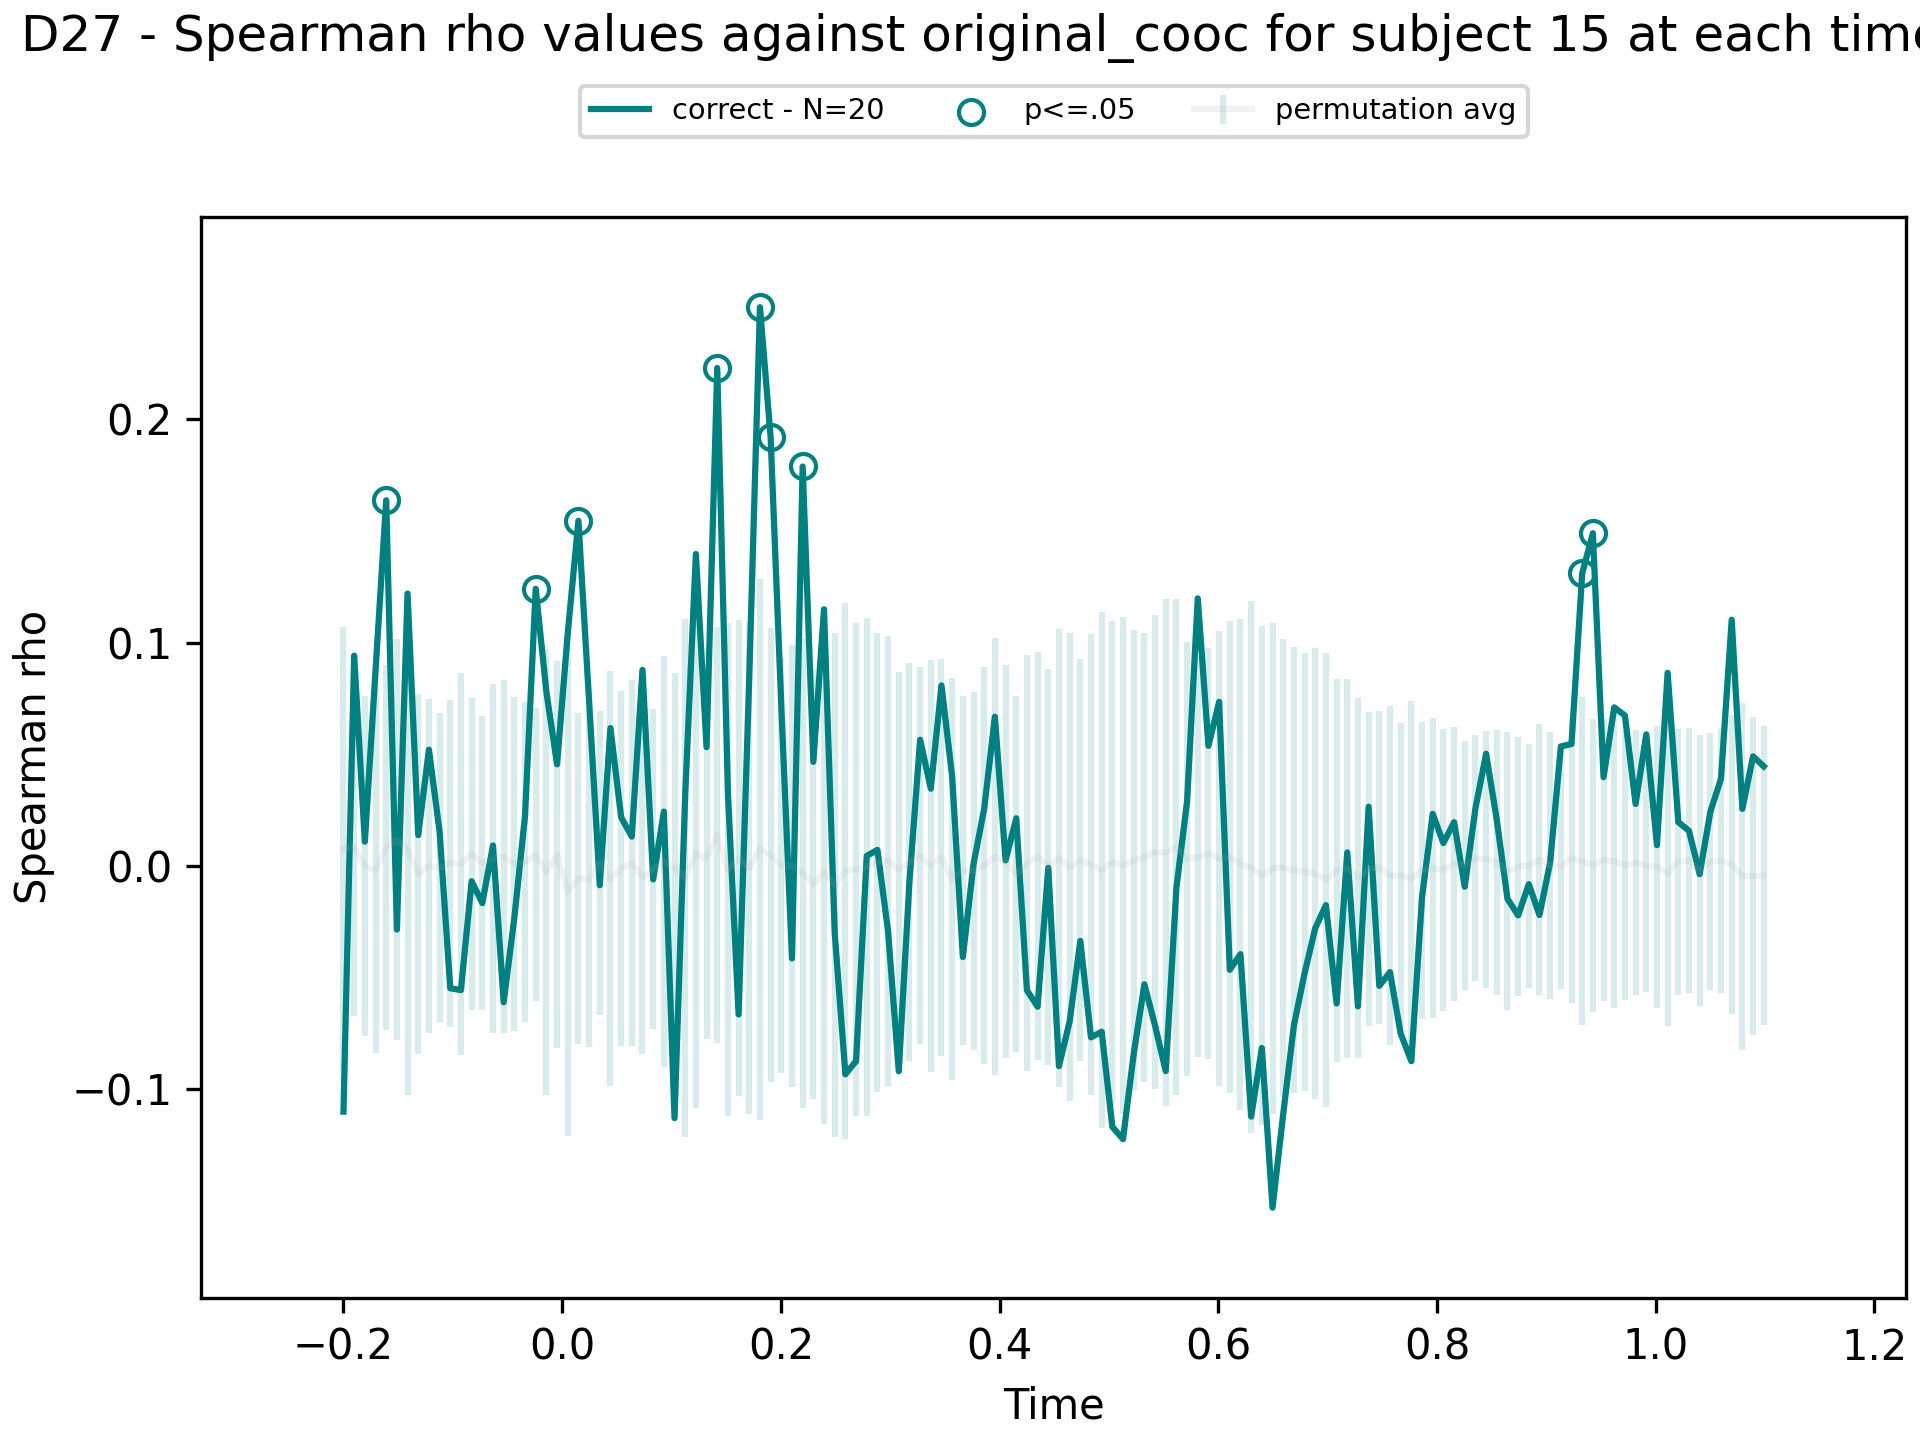 D27 - Spearman rho values against original_cooc for subject 15 at each time
correct - N=20
p<=.05
permutation avg
Spearman rho
0.2
0.1
0.0
−0.1
−0.2
0.0
0.2
0.4
0.6
0.8
1.0
1.2
Time